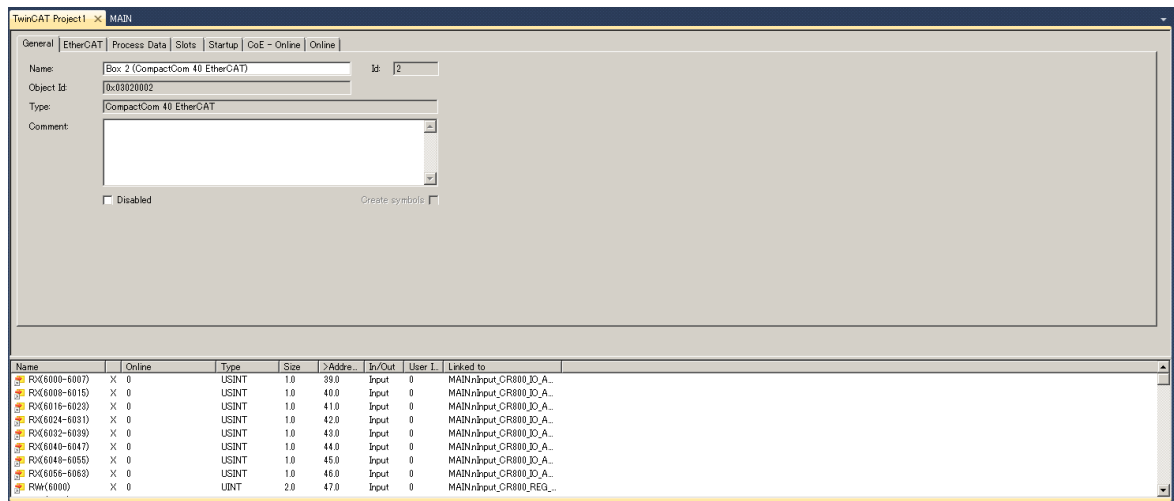 TwinCAT Project1 MAIN
General EtherCAT Process Data Slots Startup CoE - Online Online
Name: Box 2 (CompactCom 40 EtherCAT) Id: 2
Object Id: 0x03020002
Type: CompactCom 40 EtherCAT
Comment:
Disabled Create symbols
Name Online Type Size >Addre... In/Out User I... Linked to
RX(6000-6007) X 0 USINT 1.0 39.0 Input 0 MAIN.nInput_CR800_IO_A...
RX(6008-6015) X 0 USINT 1.0 40.0 Input 0 MAIN.nInput_CR800_IO_A...
RX(6016-6023) X 0 USINT 1.0 41.0 Input 0 MAIN.nInput_CR800_IO_A...
RX(6024-6031) X 0 USINT 1.0 42.0 Input 0 MAIN.nInput_CR800_IO_A...
RX(6032-6039) X 0 USINT 1.0 43.0 Input 0 MAIN.nInput_CR800_IO_A...
RX(6040-6047) X 0 USINT 1.0 44.0 Input 0 MAIN.nInput_CR800_IO_A...
RX(6048-6055) X 0 USINT 1.0 45.0 Input 0 MAIN.nInput_CR800_IO_A...
RX(6056-6063) X 0 USINT 1.0 46.0 Input 0 MAIN.nInput_CR800_IO_A...
RWr(6000) X 0 UINT 2.0 47.0 Input 0 MAIN.nInput_CR800_REG_...